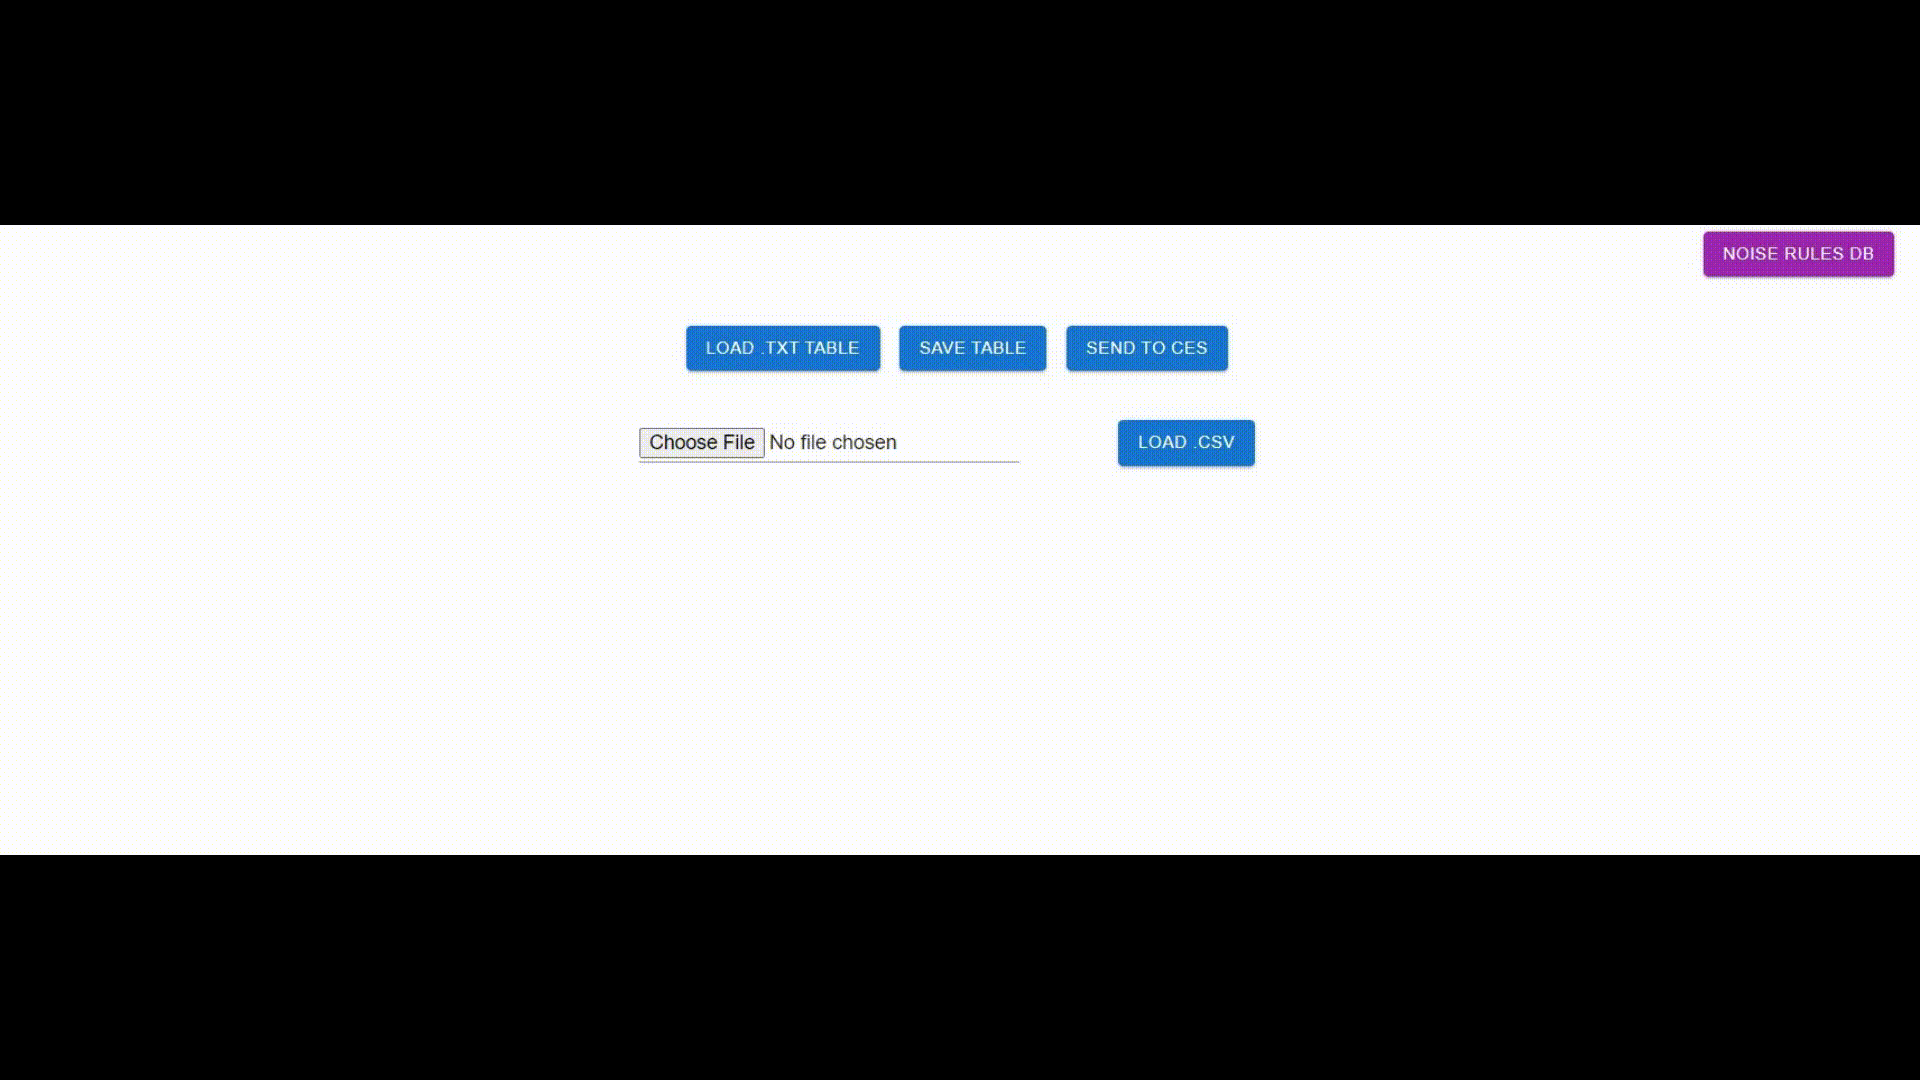 NOISE RULES DB
LOAD .TXT TABLE SAVE TABLE SEND TO CES
Choose File No file chosen LOAD .CSV